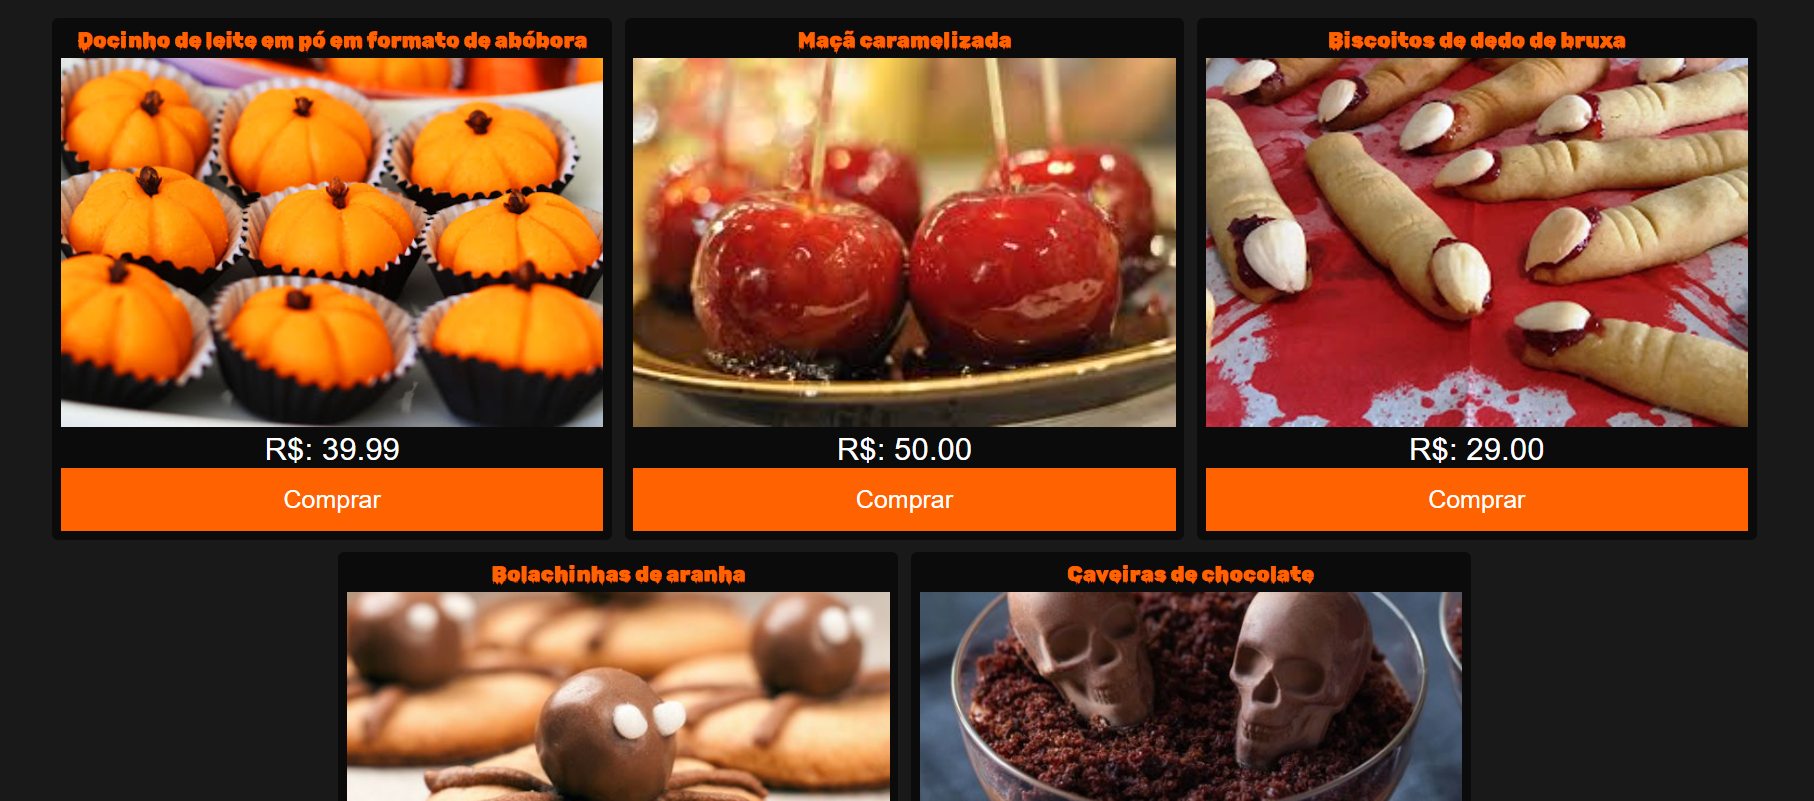 Docinho de leite em pó em formato de abóbora
Maçã caramelizada
Biscoitos de dedo de bruxa
R$: 39.99
R$: 50.00
R$: 29.00
Comprar
Comprar
Comprar
Bolachinhas de aranha
Caveiras de chocolate